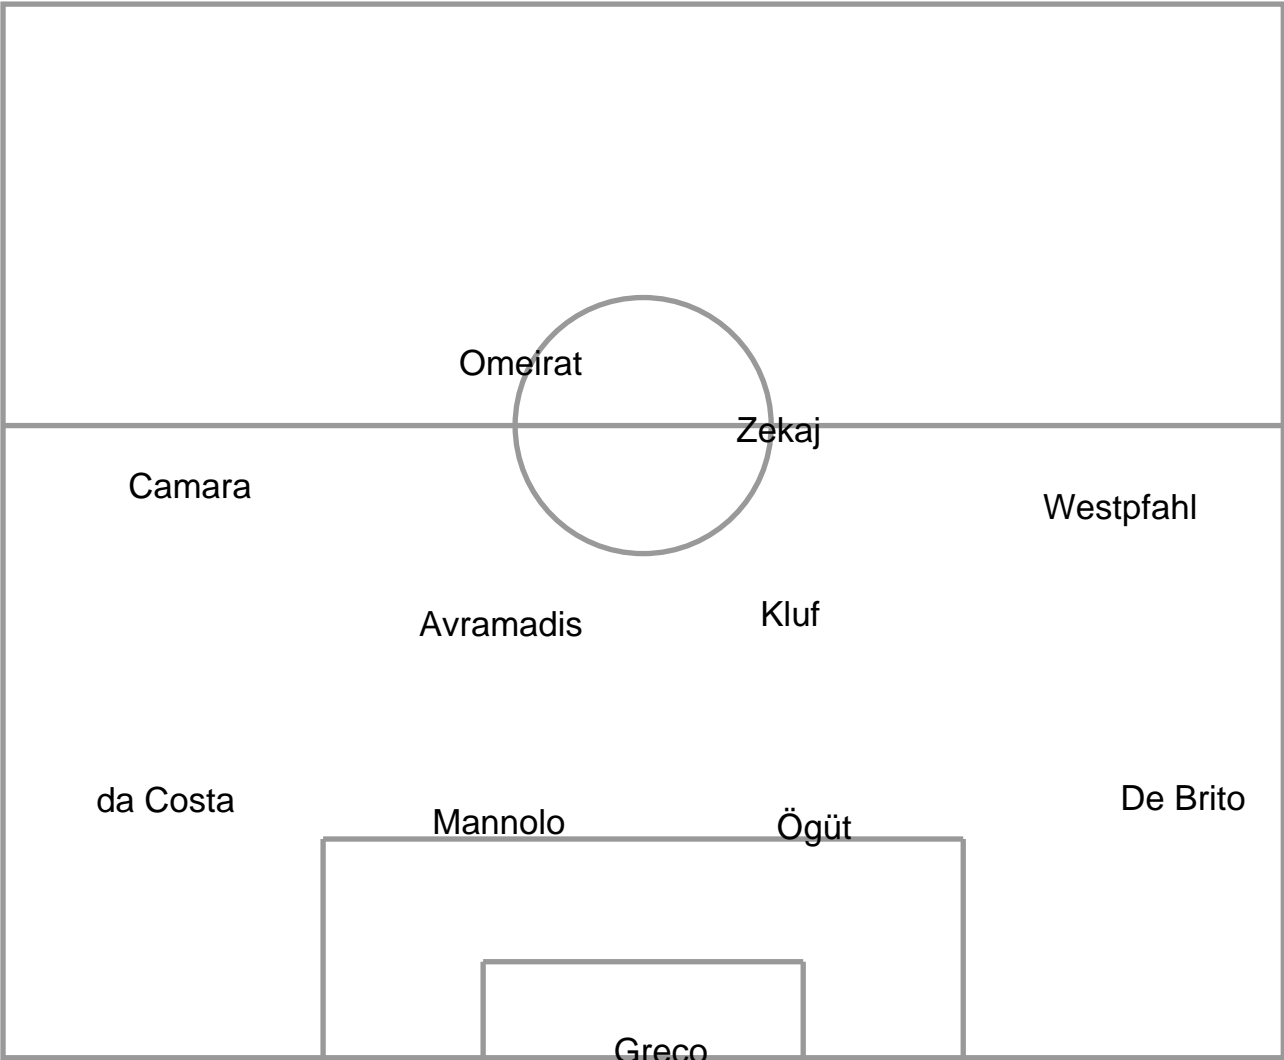 Omeirat
Zekaj
Camara
Westpfahl
Avramadis
Kluf
da Costa
Mannolo
Ögüt
De Brito
Greco